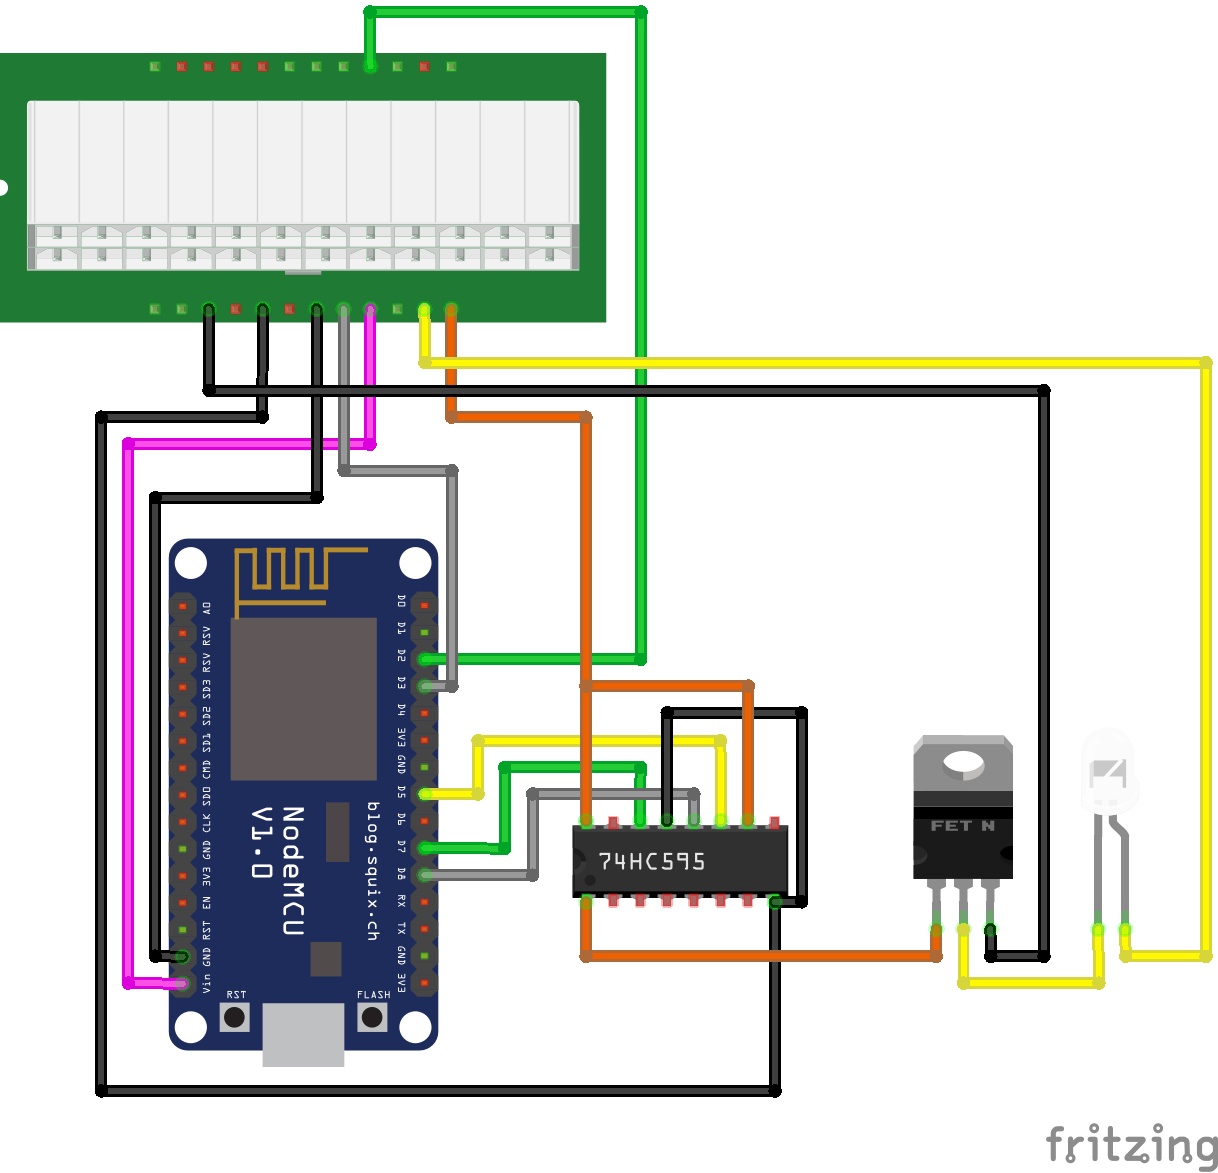 A0
RSV
RSV
SD3
SD2
SD1
CMD
SD0
CLK
GND
3V3
EN
RST
GND
Vin
D0
D1
D2
D3
D4
3V3
GND
D5
D6
D7
D8
RX
TX
GND
3V3
NodeMCU
V1.0
blog.squix.ch
RST
FLASH
74HC595
FET N
fritzing